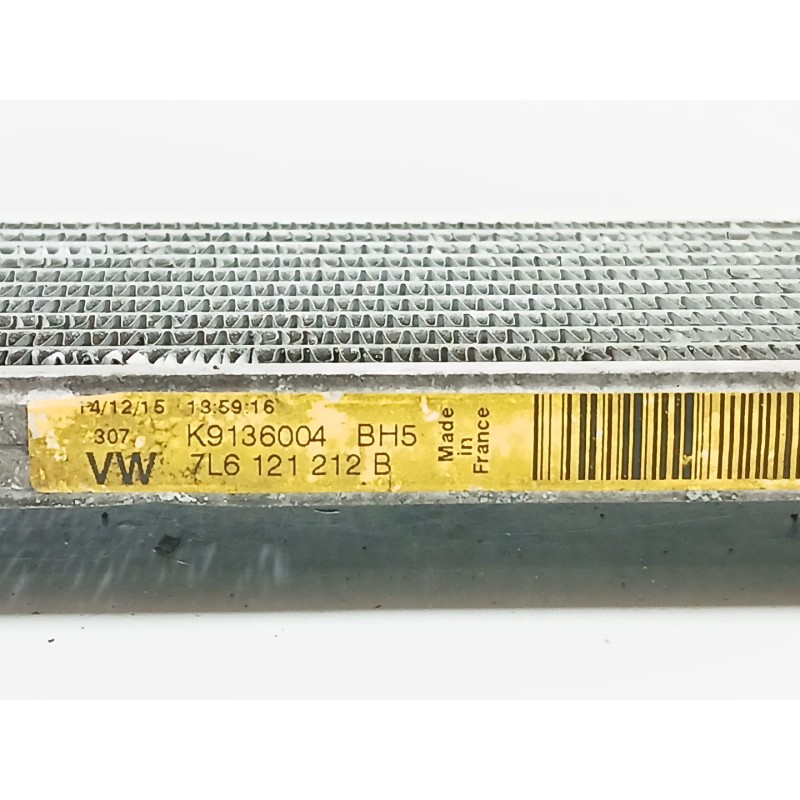 14/12/15 13:59:16
307 K9136004 BH5
VW 7L6 121 212 B
Made
in
France